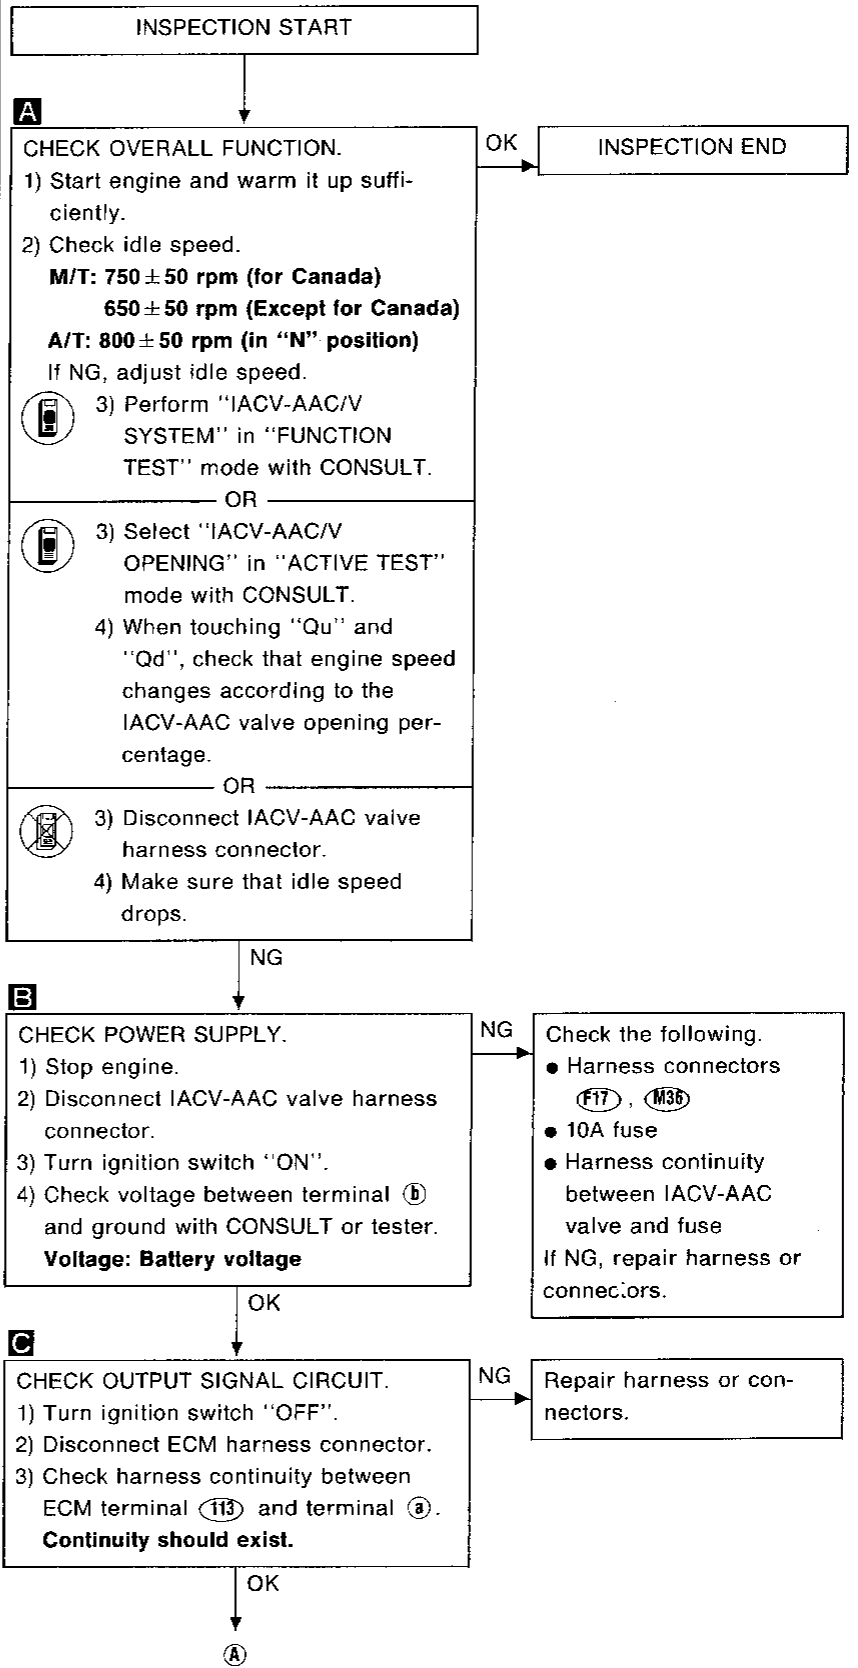 INSPECTION START
A
CHECK OVERALL FUNCTION.
1) Start engine and warm it up suffi-
ciently.
2) Check idle speed.
M/T: 750±50 rpm (for Canada)
650±50 rpm (Except for Canada)
A/T: 800±50 rpm (in "N" position)
If NG, adjust idle speed.
3) Perform "IACV-AAC/V
SYSTEM" in "FUNCTION
TEST" mode with CONSULT.
OR
3) Select "IACV-AAC/V
OPENING" in "ACTIVE TEST"
mode with CONSULT.
4) When touching "Qu" and
"Qd", check that engine speed
changes according to the
IACV-AAC valve opening per-
centage.
OR
3) Disconnect IACV-AAC valve
harness connector.
4) Make sure that idle speed
drops.
OK
INSPECTION END
NG
B
CHECK POWER SUPPLY.
1) Stop engine.
2) Disconnect IACV-AAC valve harness
connector.
3) Turn ignition switch "ON".
4) Check voltage between terminal ⓑ
and ground with CONSULT or tester.
Voltage: Battery voltage
NG
Check the following.
● Harness connectors
F17 , M36
● 10A fuse
● Harness continuity
between IACV-AAC
valve and fuse
If NG, repair harness or
connectors.
OK
C
CHECK OUTPUT SIGNAL CIRCUIT.
1) Turn ignition switch "OFF".
2) Disconnect ECM harness connector.
3) Check harness continuity between
ECM terminal 113 and terminal ⓐ.
Continuity should exist.
NG
Repair harness or con-
nectors.
OK
Ⓐ